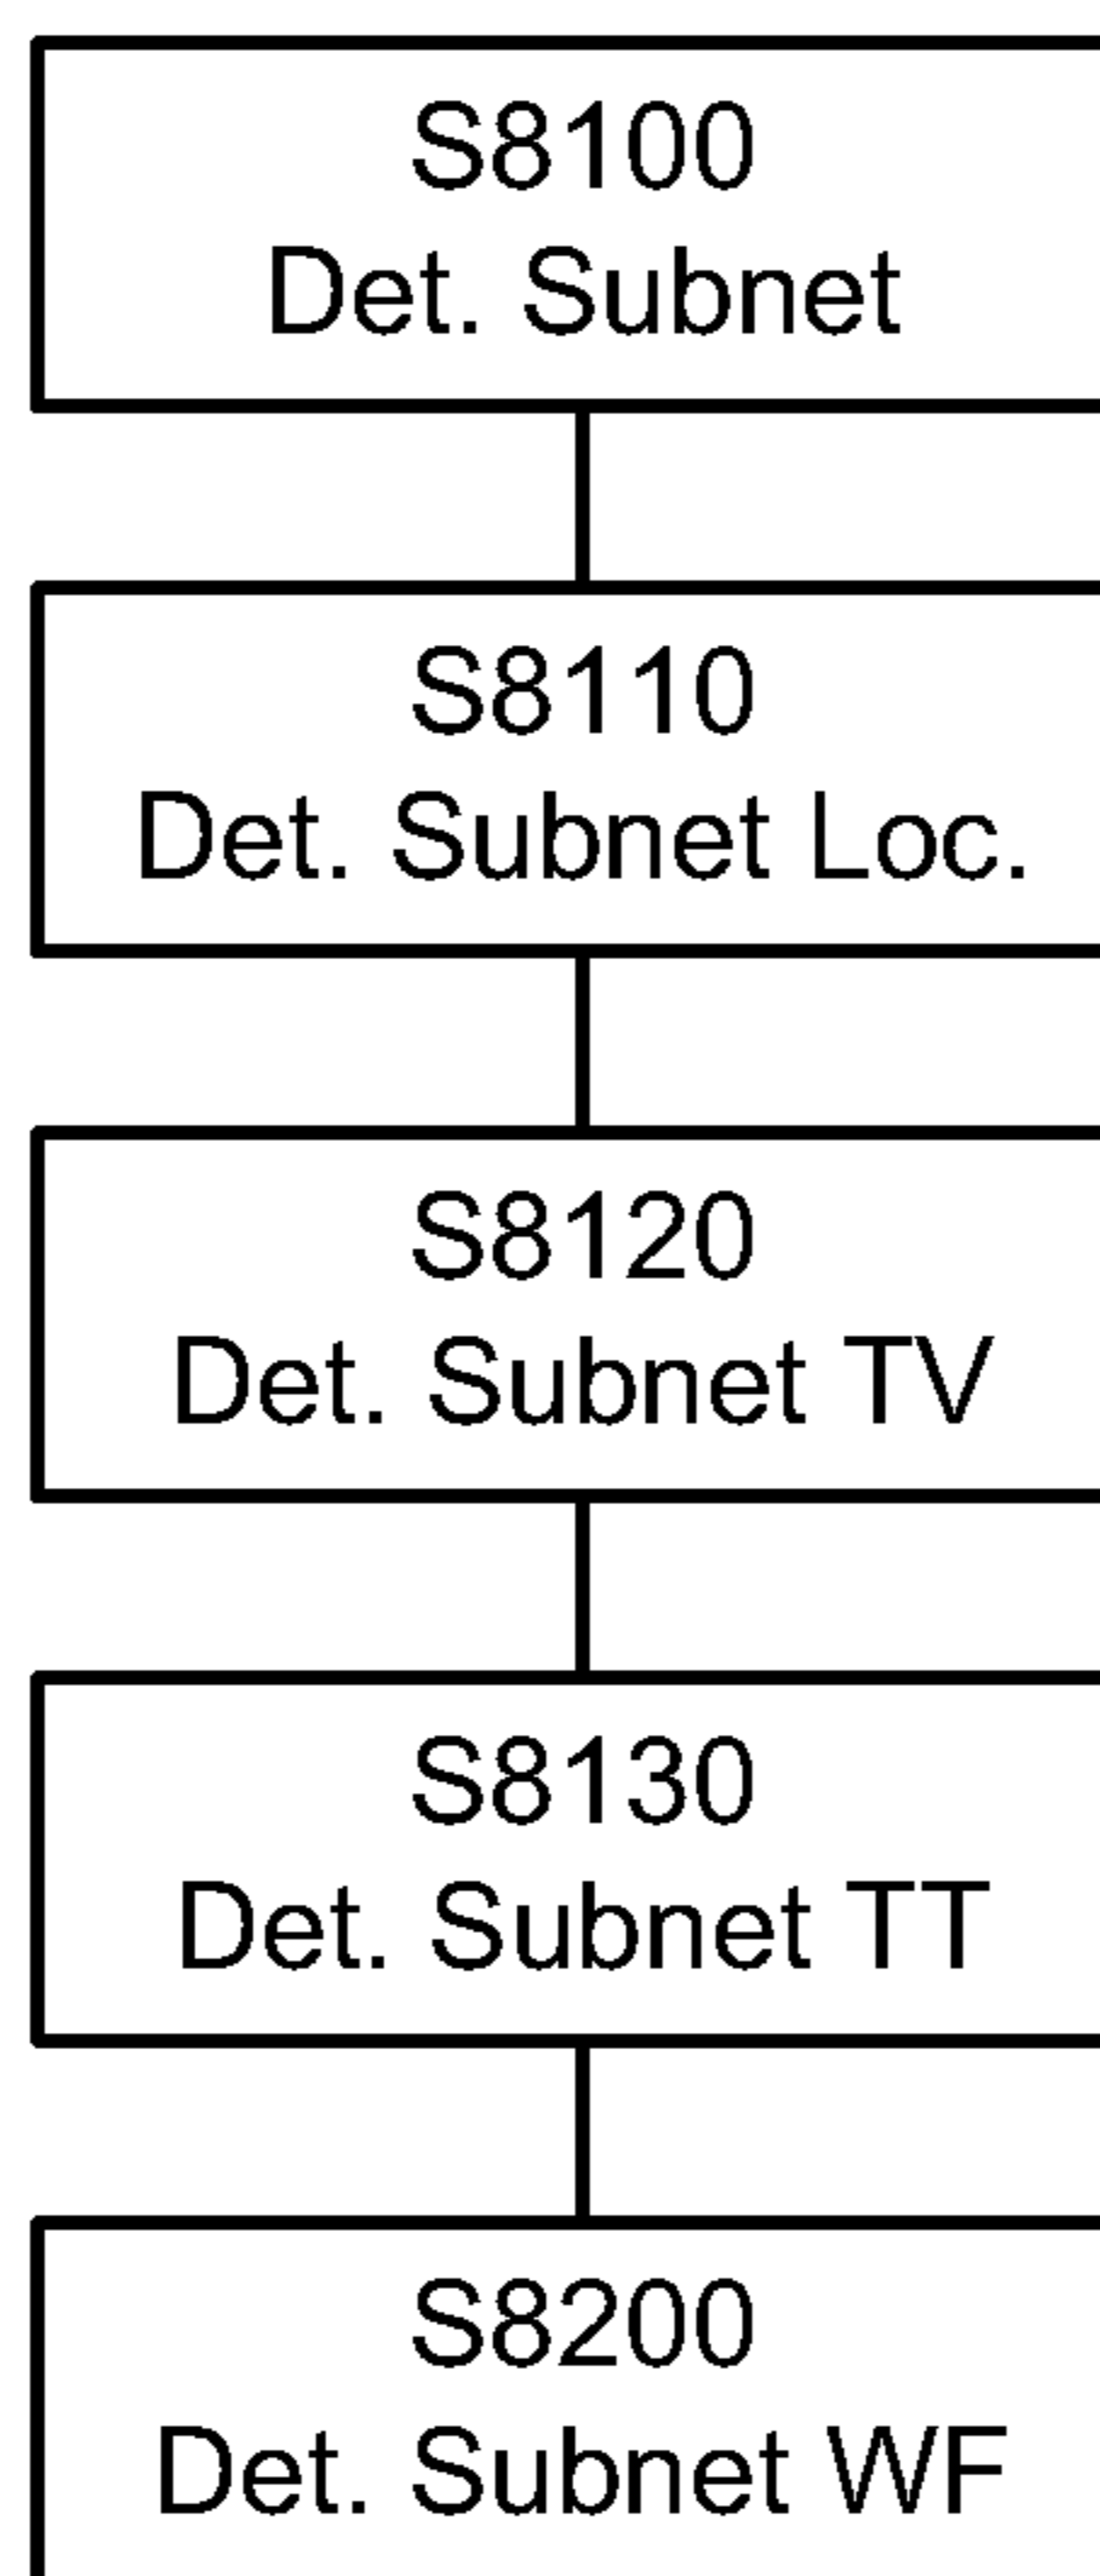 S8100
Det. Subnet
S8110
Det. Subnet Loc.
S8120
Det. Subnet TV
S8130
Det. Subnet TT
S8200
Det. Subnet WF